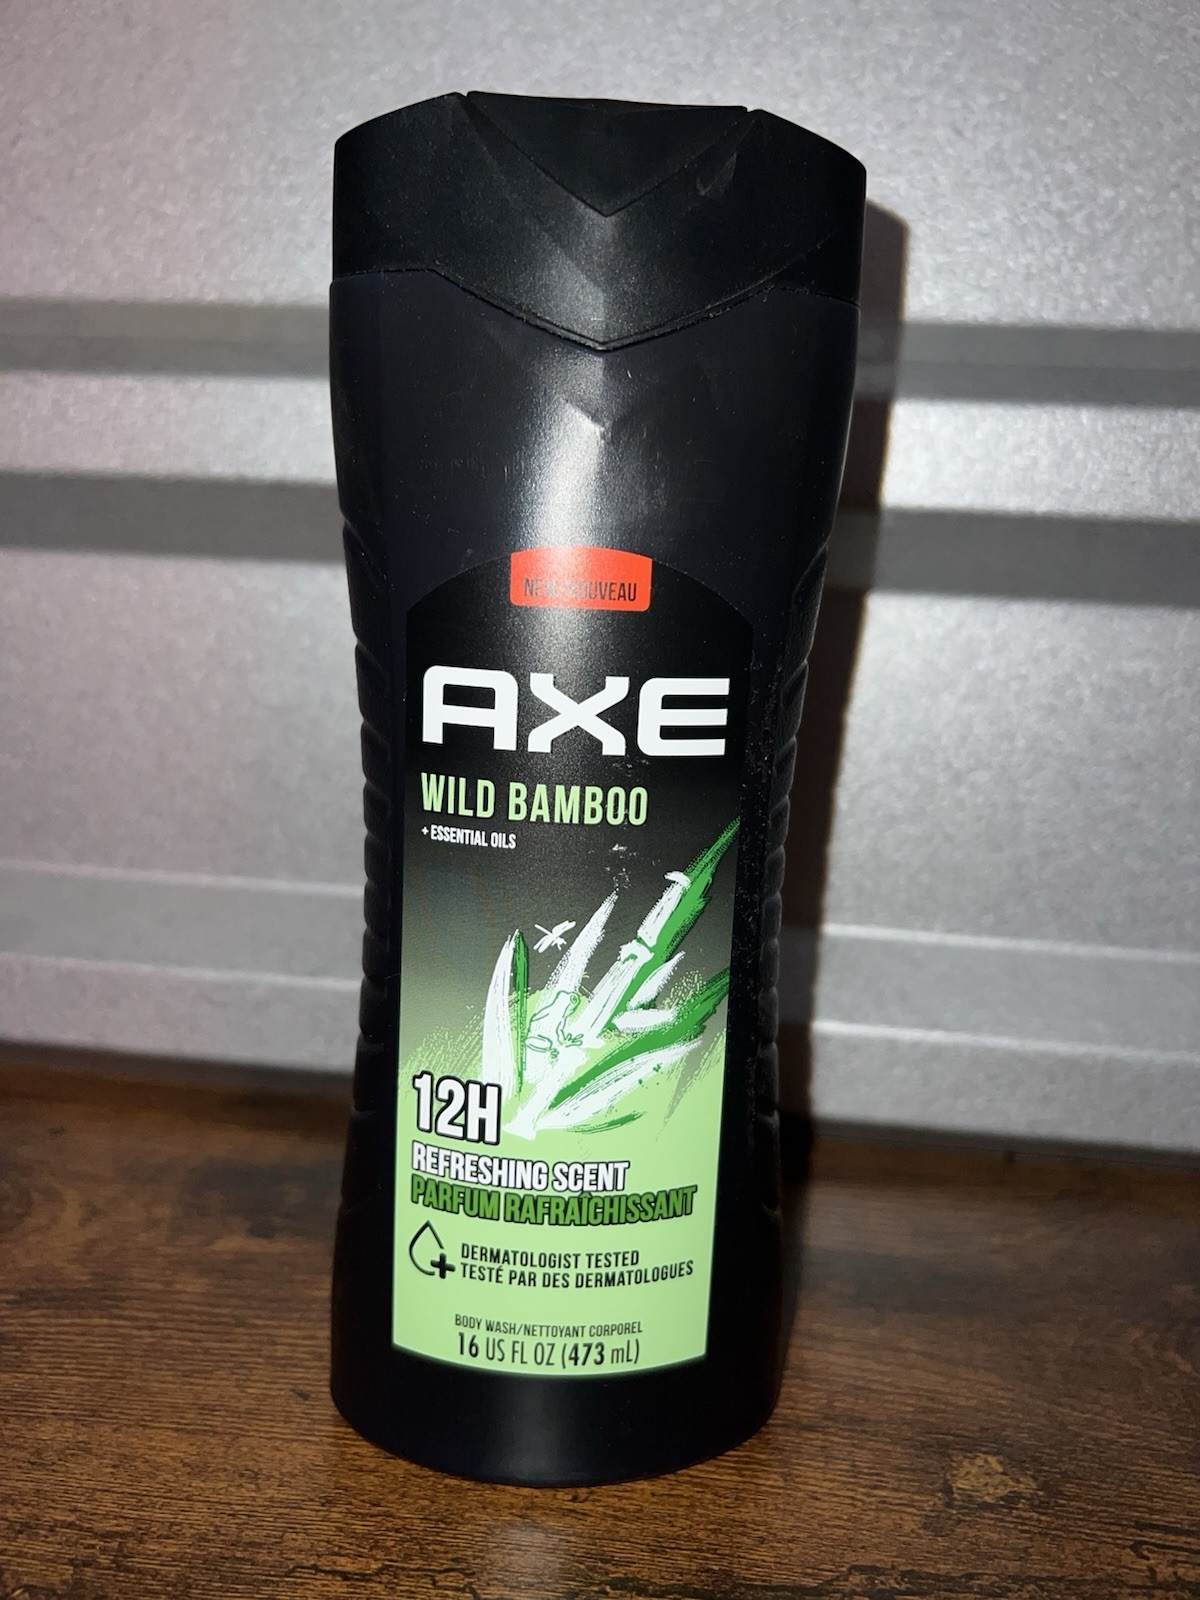 NEW NOUVEAU
AXE
WILD BAMBOO
+ ESSENTIAL OILS
12H
REFRESHING SCENT
PARFUM RAFRAÎCHISSANT
DERMATOLOGIST TESTED
TESTÉ PAR DES DERMATOLOGUES
BODY WASH/NETTOYANT CORPOREL
16 US FL OZ (473 mL)